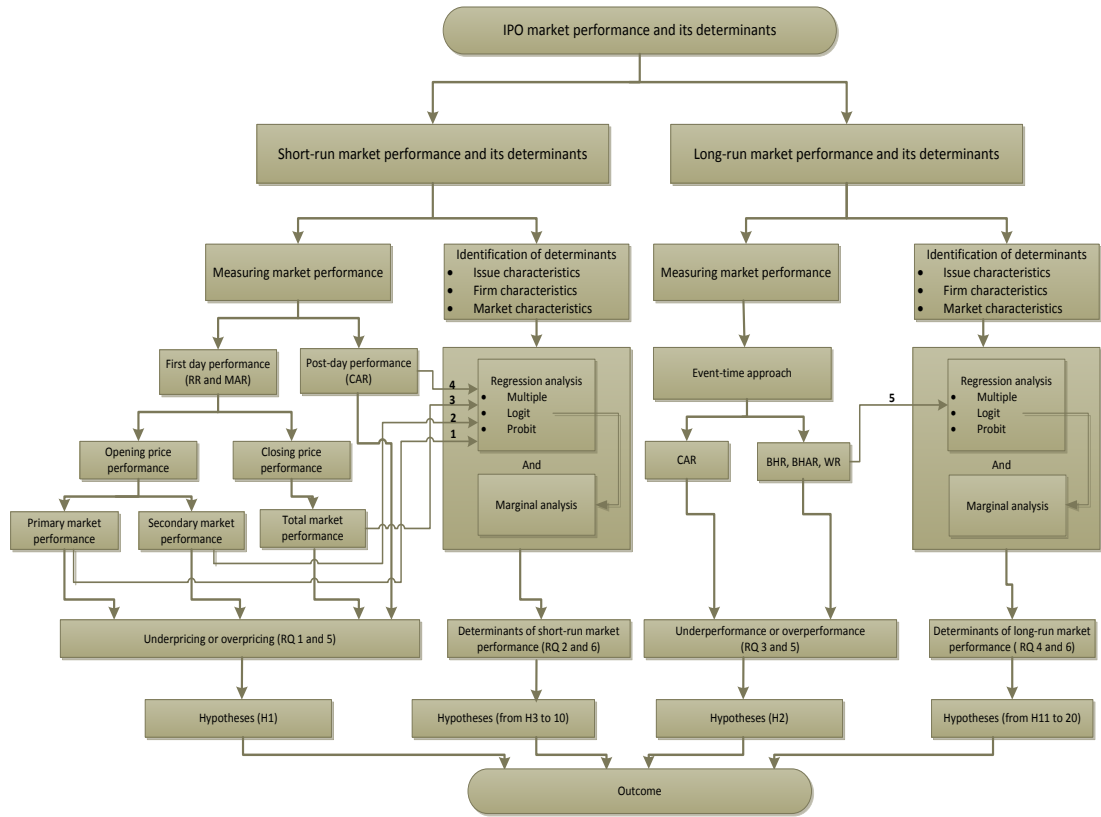 IPO market performance and its determinants
Short-run market performance and its determinants
Long-run market performance and its determinants
Measuring market performance
Identification of determinants
• Issue characteristics
• Firm characteristics
• Market characteristics
Measuring market performance
Identification of determinants
• Issue characteristics
• Firm characteristics
• Market characteristics
First day performance
(RR and MAR)
Post-day performance
(CAR)
4
3
2
1
Regression analysis
• Multiple
• Logit
• Probit
And
Marginal analysis
Event-time approach
5
Regression analysis
• Multiple
• Logit
• Probit
And
Marginal analysis
Opening price
performance
Closing price
performance
CAR
BHR, BHAR, WR
Primary market
performance
Secondary market
performance
Total market
performance
Underpricing or overpricing (RQ 1 and 5)
Determinants of short-run market
performance (RQ 2 and 6)
Underperformance or overperformance
(RQ 3 and 5)
Determinants of long-run market
performance ( RQ 4 and 6)
Hypotheses (H1)
Hypotheses (from H3 to 10)
Hypotheses (H2)
Hypotheses (from H11 to 20)
Outcome